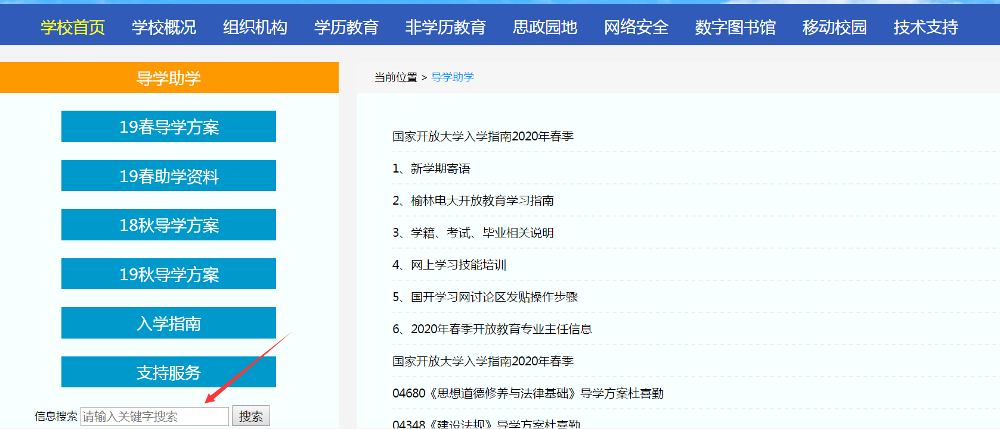 学校首页 学校概况 组织机构 学历教育 非学历教育 思政园地 网络安全 数字图书馆 移动校园 技术支持
导学助学
19春导学方案
19春助学资料
18秋导学方案
19秋导学方案
入学指南
支持服务
信息搜索 请输入关键字搜索 搜索
当前位置 > 导学助学
国家开放大学入学指南2020年春季
1、新学期寄语
2、榆林电大开放教育学习指南
3、学籍、考试、毕业相关说明
4、网上学习技能培训
5、国开学习网讨论区发贴操作步骤
6、2020年春季开放教育专业主任信息
国家开放大学入学指南2020年春季
04680《思想道德修养与法律基础》导学方案杜喜勤
04348《建设法规》导学方案杜喜勤